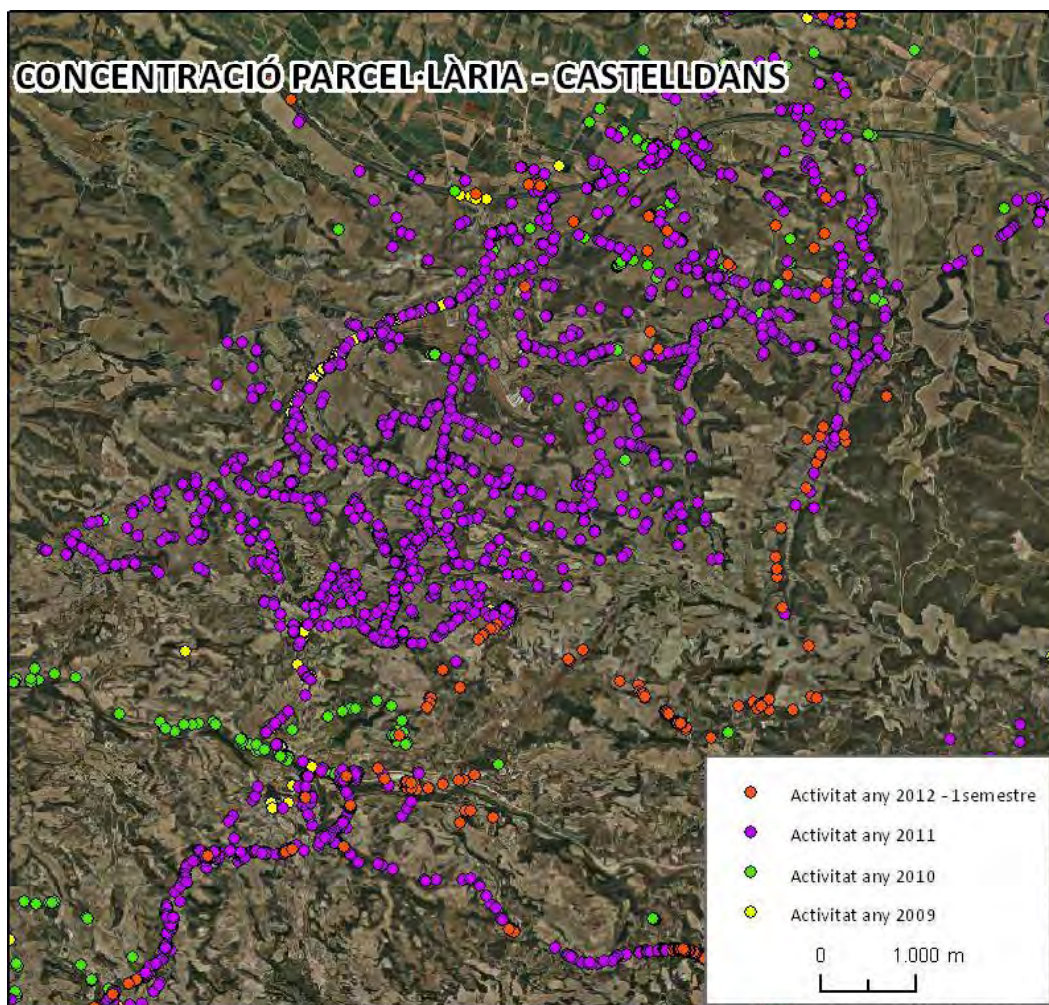 CONCENTRACIÓ PARCEL·LÀRIA - CASTELLDANS
Activitat any 2012 -1semestre
Activitat any 2011
Activitat any 2010
Activitat any 2009
0 1.000 m